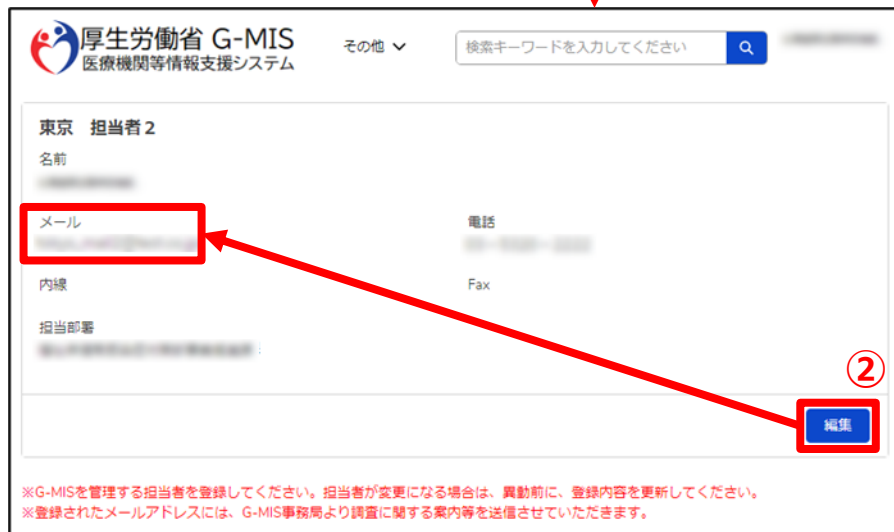 厚生労働省 G-MIS
医療機関等情報支援システム
その他
検索キーワードを入力してください
東京　担当者２
名前
メール
電話
内線
Fax
担当部署
②
編集
※G-MISを管理する担当者を登録してください。担当者が変更になる場合は、異動前に、登録内容を更新してください。
※登録されたメールアドレスには、G-MIS事務局より調査に関する案内等を送信させていただきます。